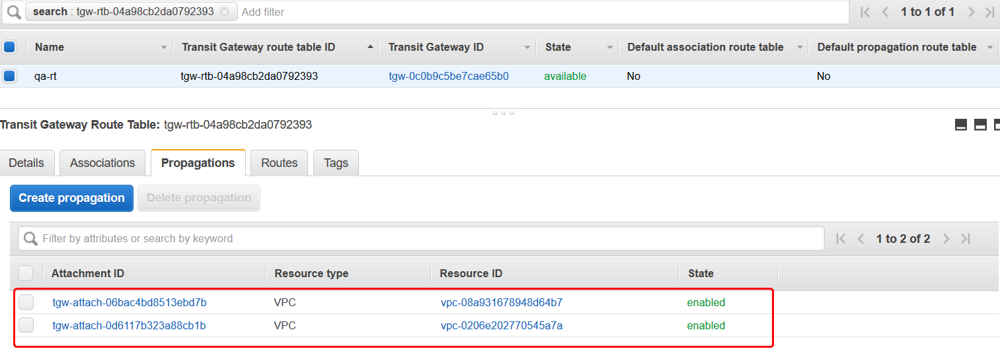 search : tgw-rtb-04a98cb2da0792393 Add filter 1 to 1 of 1
Name Transit Gateway route table ID Transit Gateway ID State Default association route table Default propagation route table
qa-rt tgw-rtb-04a98cb2da0792393 tgw-0c0b9c5be7cae65b0 available No No
Transit Gateway Route Table: tgw-rtb-04a98cb2da0792393
Details Associations Propagations Routes Tags
Create propagation Delete propagation
Filter by attributes or search by keyword 1 to 2 of 2
Attachment ID Resource type Resource ID State
tgw-attach-06bac4bd8513ebd7b VPC vpc-08a931678948d64b7 enabled
tgw-attach-0d6117b323a88cb1b VPC vpc-0206e202770545a7a enabled